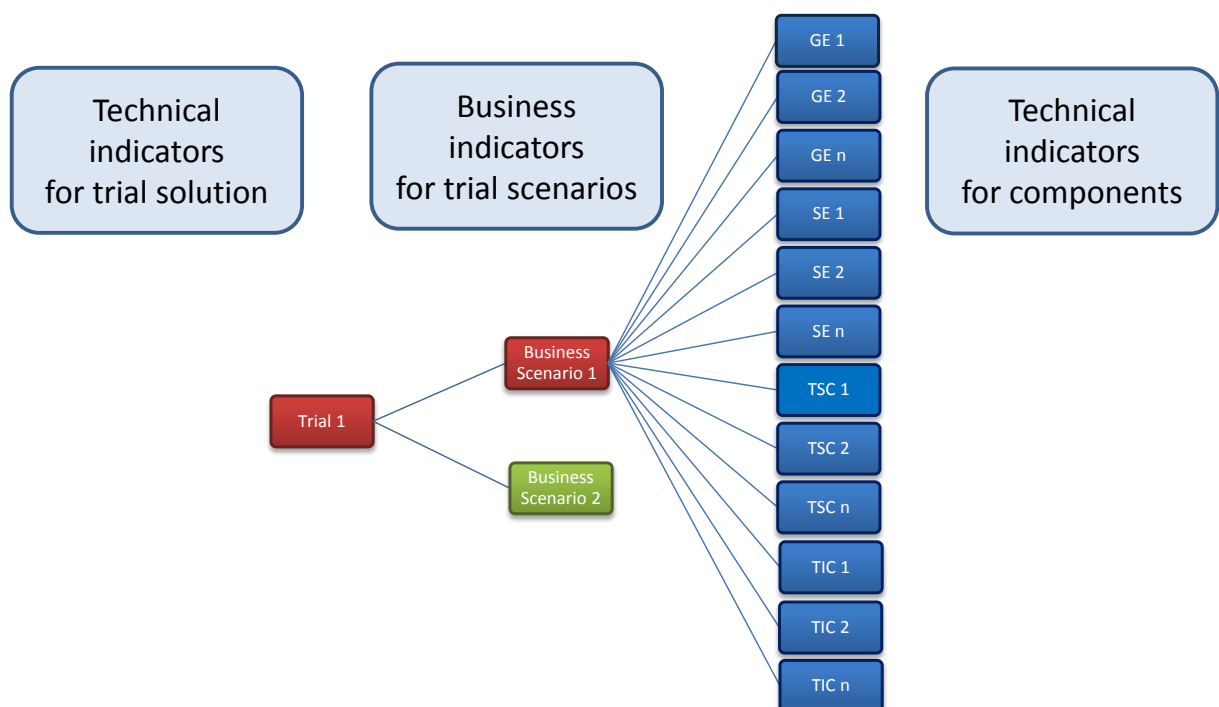 Technical
indicators
for trial solution
Business
indicators
for trial scenarios
Technical
indicators
for components
GE 1
GE 2
GE n
SE 1
SE 2
SE n
TSC 1
TSC 2
TSC n
TIC 1
TIC 2
TIC n
Business
Scenario 1
Trial 1
Business
Scenario 2